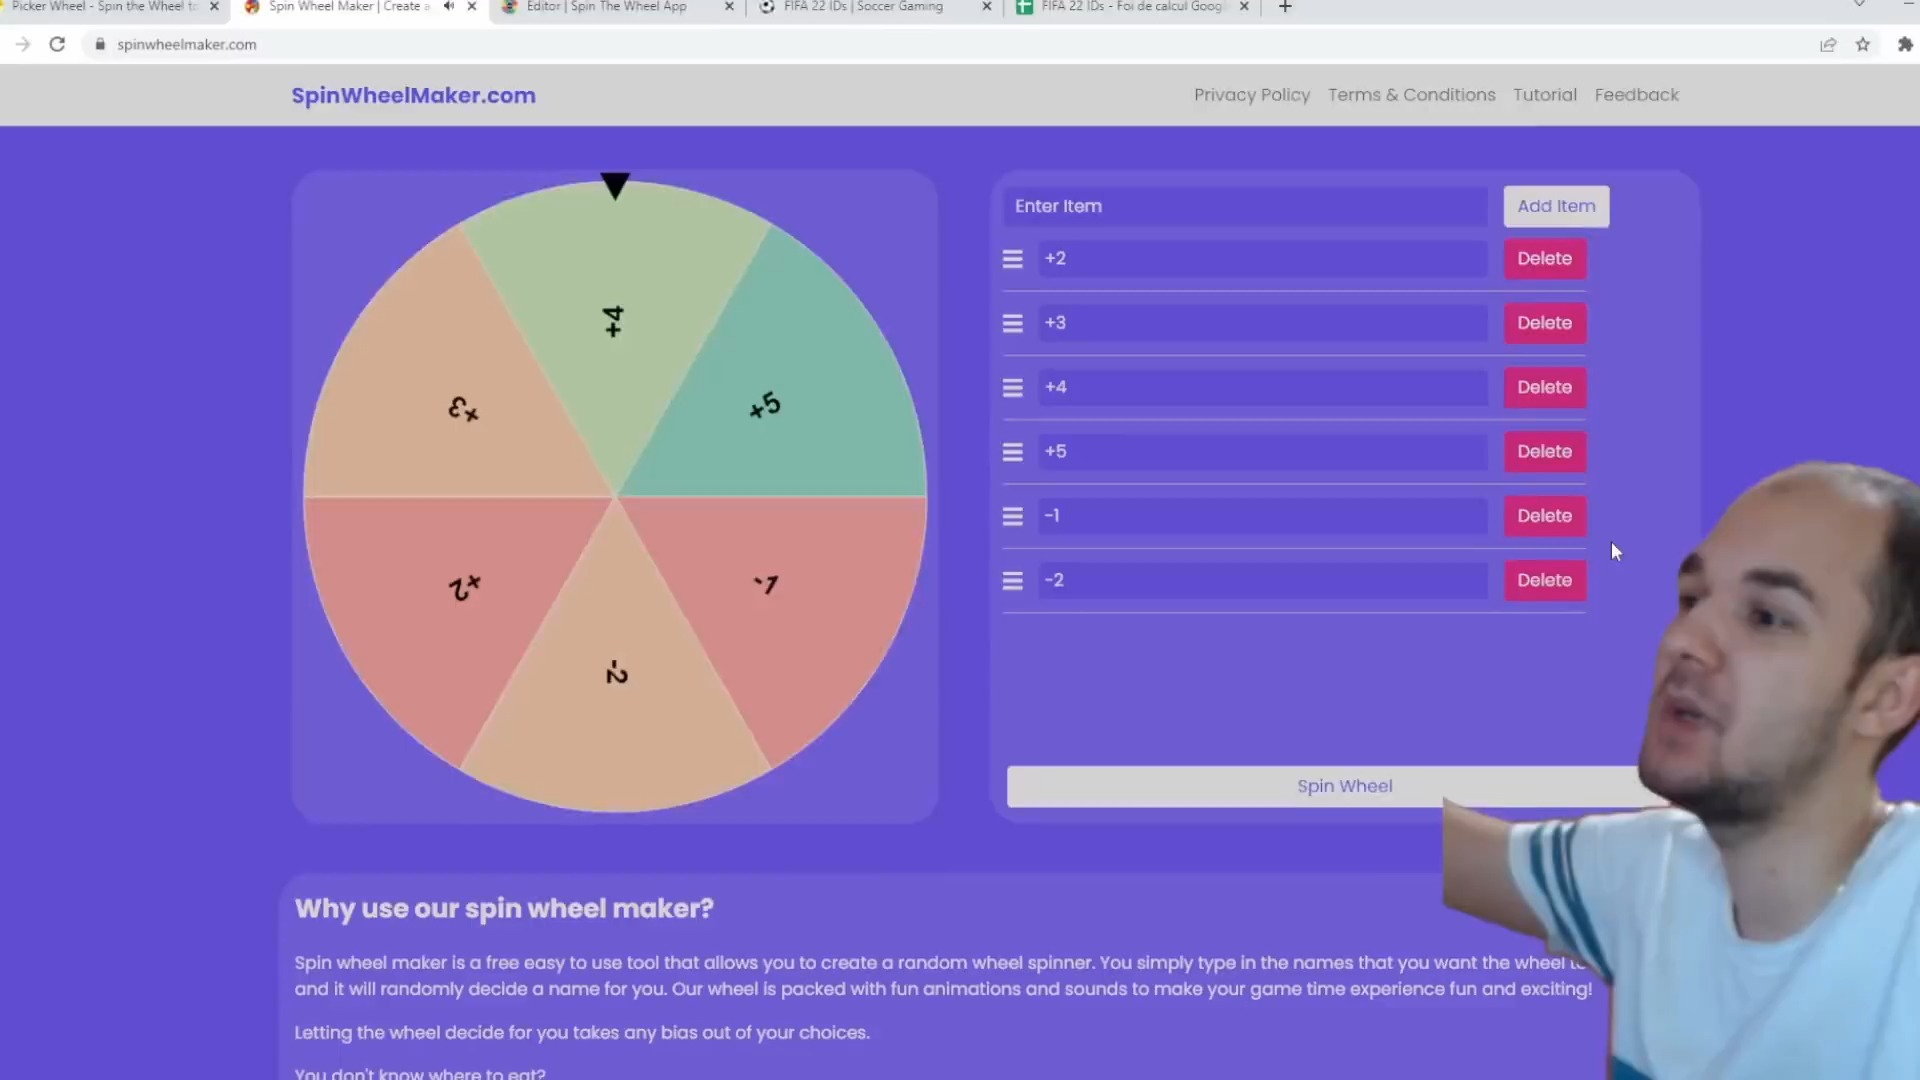 Picker Wheel - Spin the Wheel t
Spin Wheel Maker | Create a
Editor | Spin The Wheel App
FIFA 22 IDs | Soccer Gaming
FIFA 22 IDs - Foi de calcul Goog
spinwheelmaker.com
SpinWheelMaker.com
Privacy Policy
Terms & Conditions
Tutorial
Feedback
+4
+5
+3
+2
-1
-2
Enter Item
Add Item
+2
Delete
+3
Delete
+4
Delete
+5
Delete
-1
Delete
-2
Delete
Spin Wheel
Why use our spin wheel maker?
Spin wheel maker is a free easy to use tool that allows you to create a random wheel spinner. You simply type in the names that you want the wheel
and it will randomly decide a name for you. Our wheel is packed with fun animations and sounds to make your game time experience fun and exciting!
Letting the wheel decide for you takes any bias out of your choices.
You don't know where to eat?